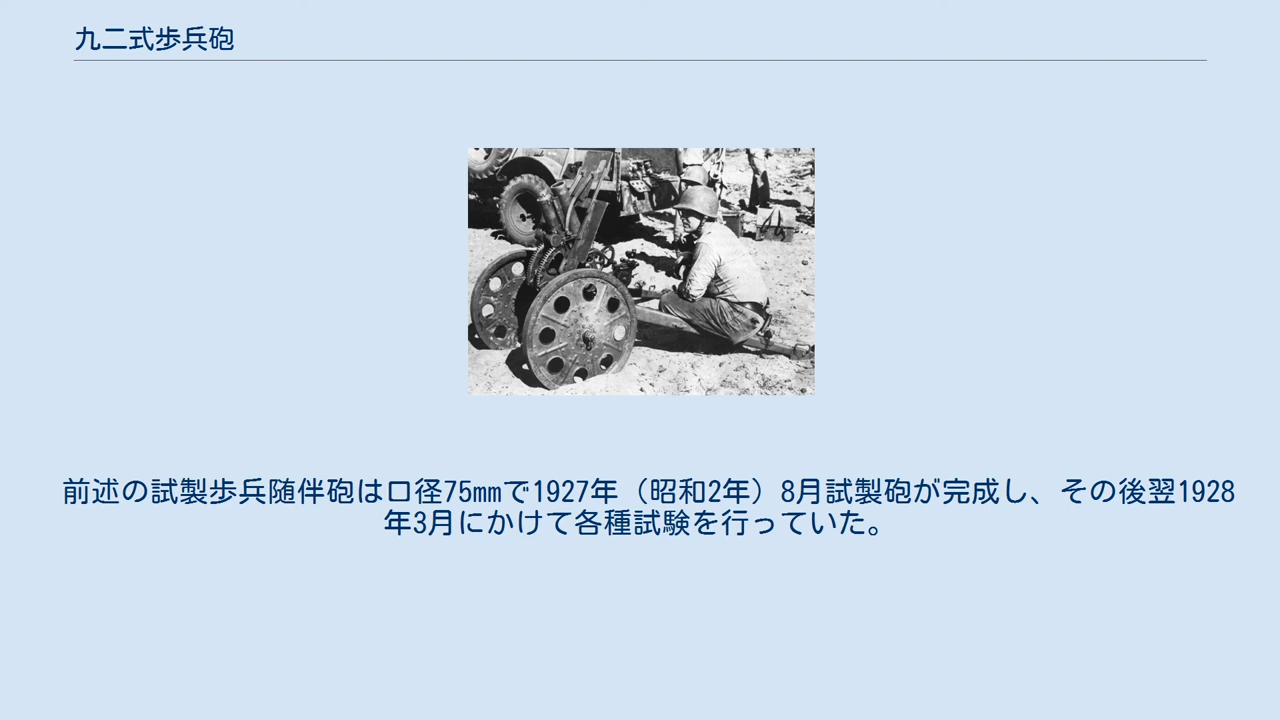 九二式歩兵砲
前述の試製歩兵随伴砲は口径75mmで1927年（昭和2年）8月試製砲が完成し、その後翌1928
年3月にかけて各種試験を行っていた。